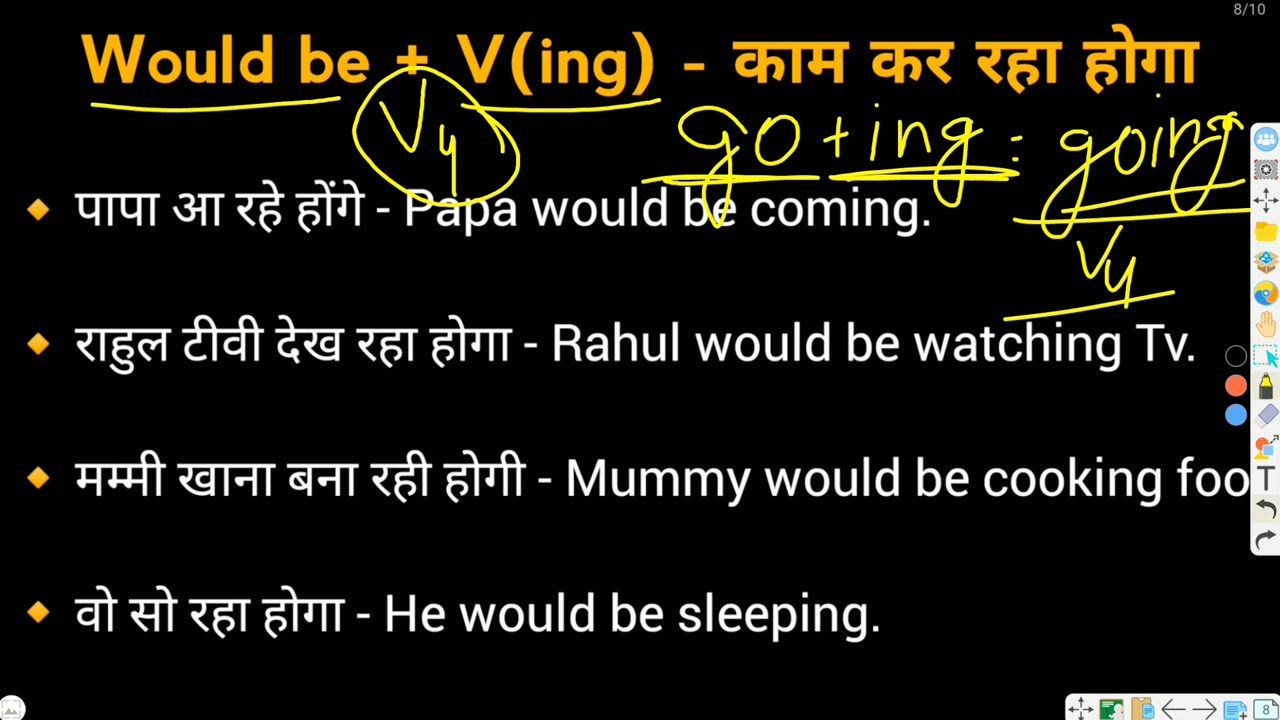 8/10
Would be + V(ing) - काम कर रहा होगा
V4
go + ing = going
V4
पापा आ रहे होंगे - Papa would be coming.
राहुल टीवी देख रहा होगा - Rahul would be watching Tv.
मम्मी खाना बना रही होगी - Mummy would be cooking foo
वो सो रहा होगा - He would be sleeping.
T
8